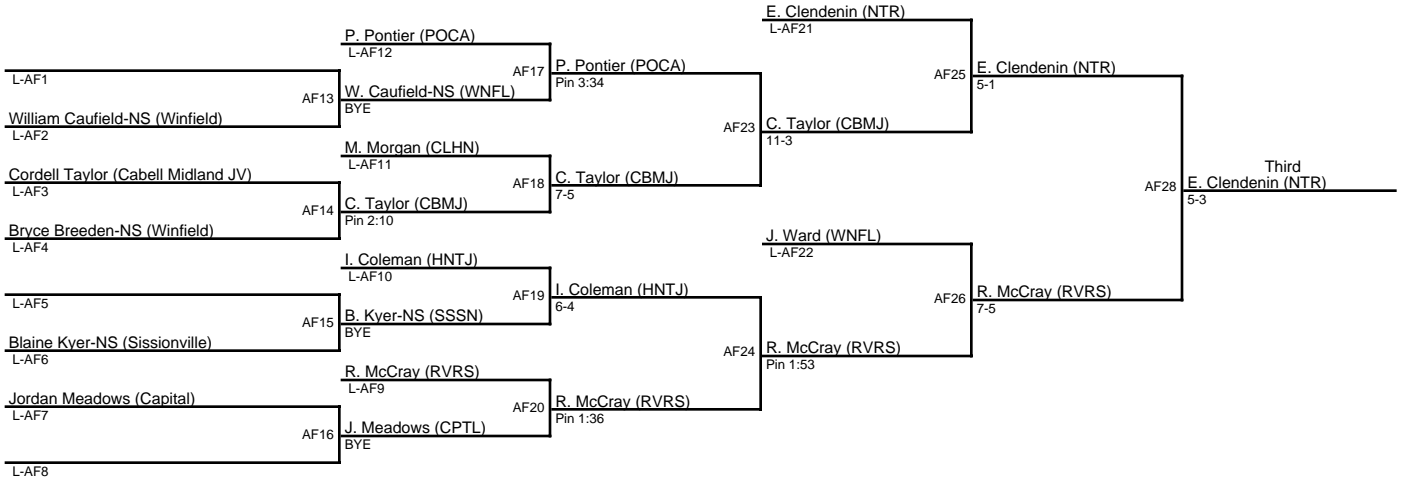 E. Clendenin (NTR)
L-AF21
P. Pontier (POCA)
L-AF12
AF17
P. Pontier (POCA)
Pin 3:34
AF25
E. Clendenin (NTR)
5-1
L-AF1
AF13
W. Caufield-NS (WNFL)
BYE
William Caufield-NS (Winfield)
L-AF2
AF23
C. Taylor (CBMJ)
11-3
M. Morgan (CLHN)
L-AF11
Cordell Taylor (Cabell Midland JV)
L-AF3
AF18
C. Taylor (CBMJ)
7-5
Third
AF28
E. Clendenin (NTR)
5-3
AF14
C. Taylor (CBMJ)
Pin 2:10
Bryce Breeden-NS (Winfield)
L-AF4
J. Ward (WNFL)
L-AF22
I. Coleman (HNTJ)
L-AF10
AF19
I. Coleman (HNTJ)
6-4
AF26
R. McCray (RVRS)
7-5
L-AF5
AF15
B. Kyer-NS (SSSN)
BYE
Blaine Kyer-NS (Sissionville)
L-AF6
AF24
R. McCray (RVRS)
Pin 1:53
R. McCray (RVRS)
L-AF9
Jordan Meadows (Capital)
L-AF7
AF20
R. McCray (RVRS)
Pin 1:36
AF16
J. Meadows (CPTL)
BYE
L-AF8